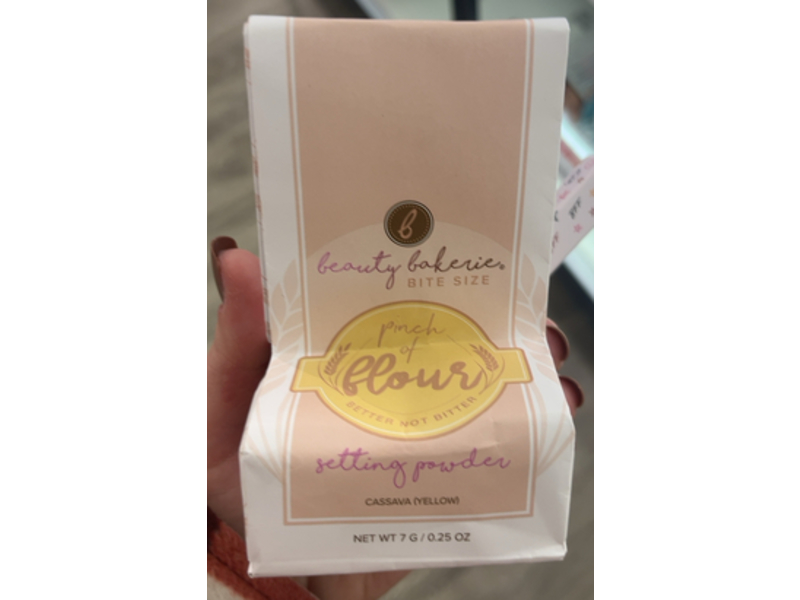 b
beauty bakerie®
BITE SIZE
pinch
of
flour
BETTER NOT BITTER
setting powder
CASSAVA (YELLOW)
NET WT 7 G / 0.25 OZ